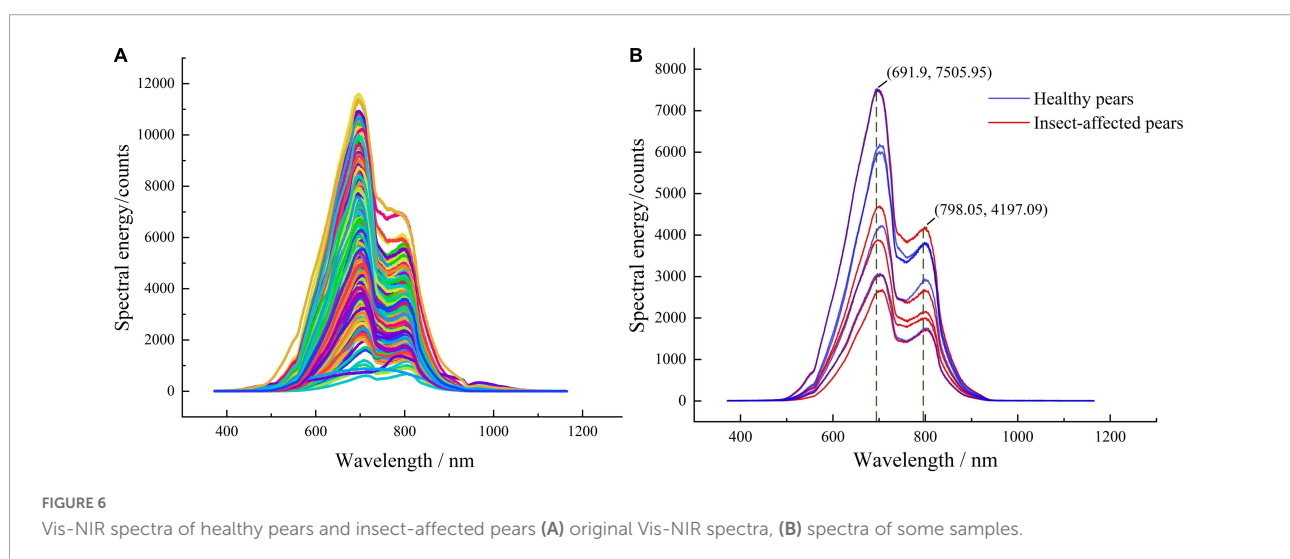 A
12000
10000
8000
6000
4000
2000
0
Spectral energy/counts
400 600 800 1000 1200
Wavelength / nm
B
8000
7000
6000
5000
4000
3000
2000
1000
0
Spectral energy/counts
(691.9, 7505.95)
Healthy pears
Insect-affected pears
(798.05, 4197.09)
400 600 800 1000 1200
Wavelength / nm
FIGURE 6
Vis-NIR spectra of healthy pears and insect-affected pears (A) original Vis-NIR spectra, (B) spectra of some samples.